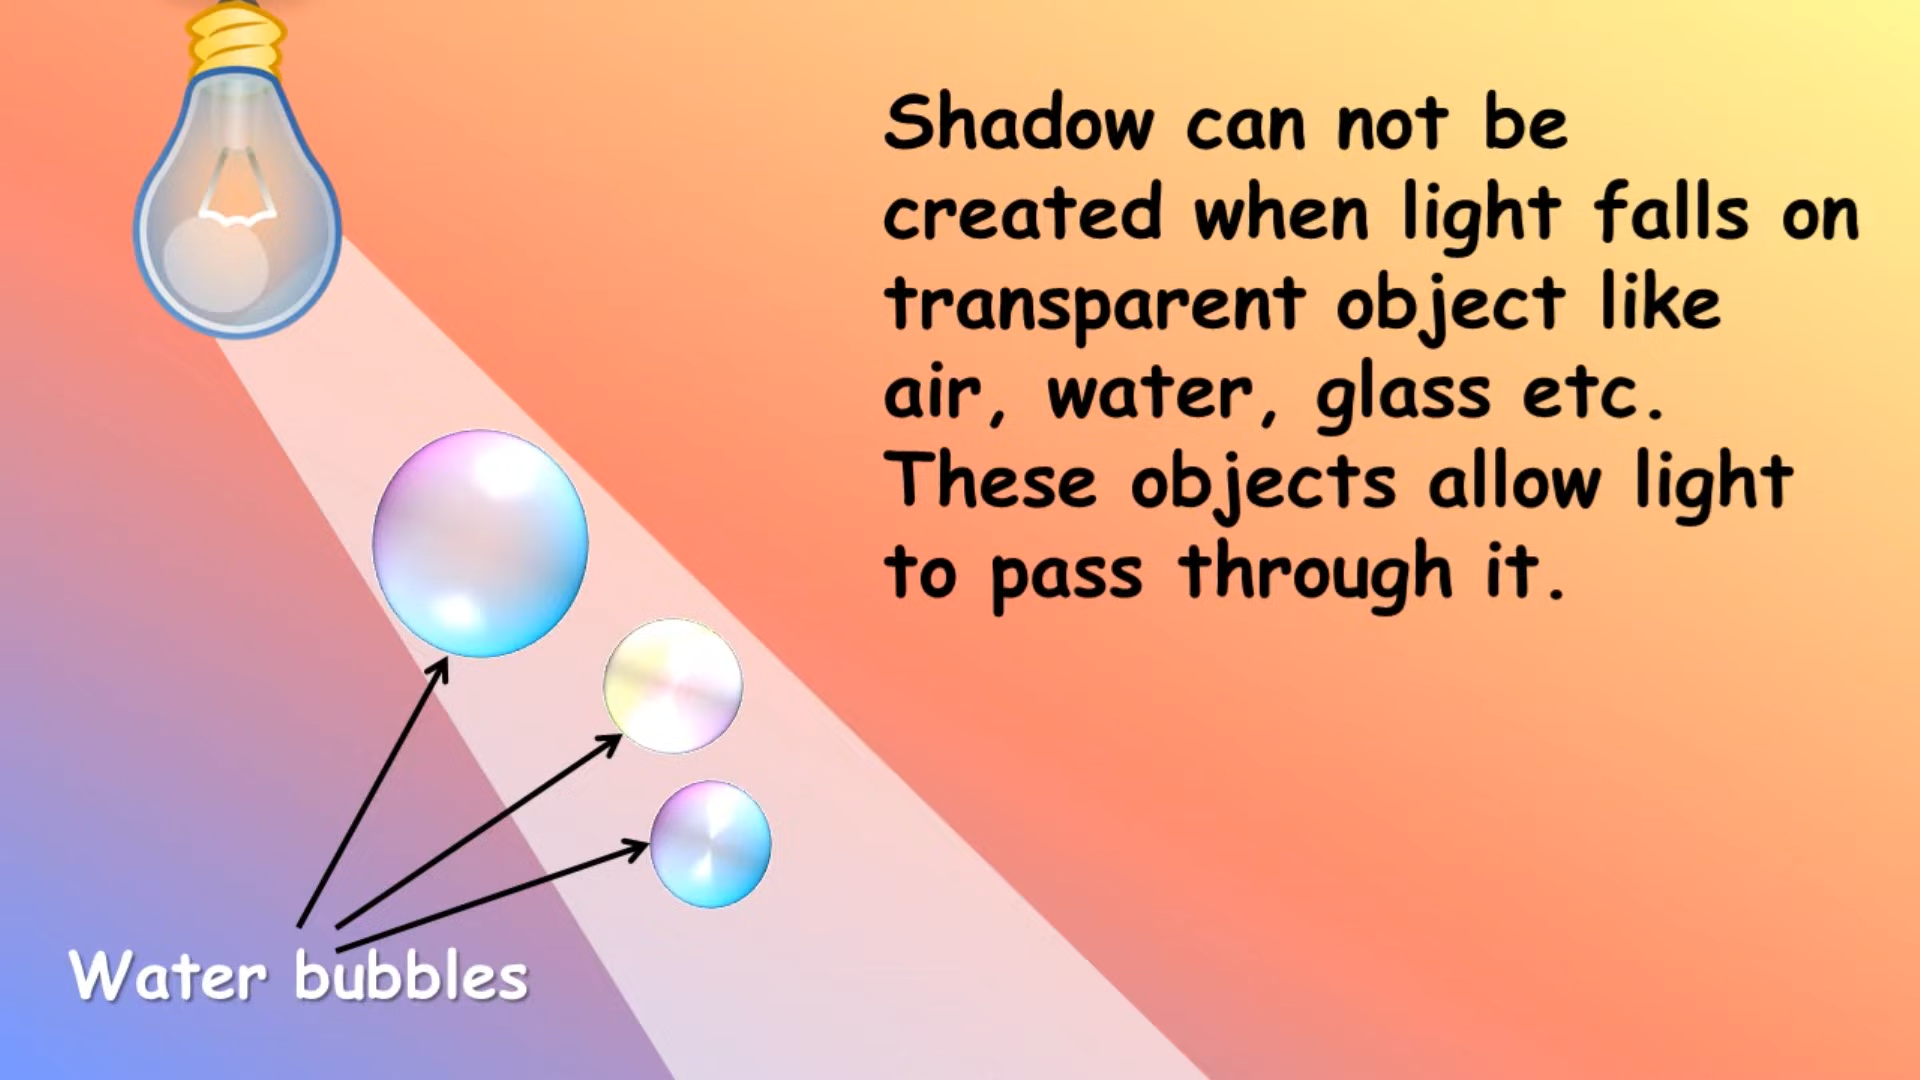 Shadow can not be
created when light falls on
transparent object like
air, water, glass etc.
These objects allow light
to pass through it.
Water bubbles